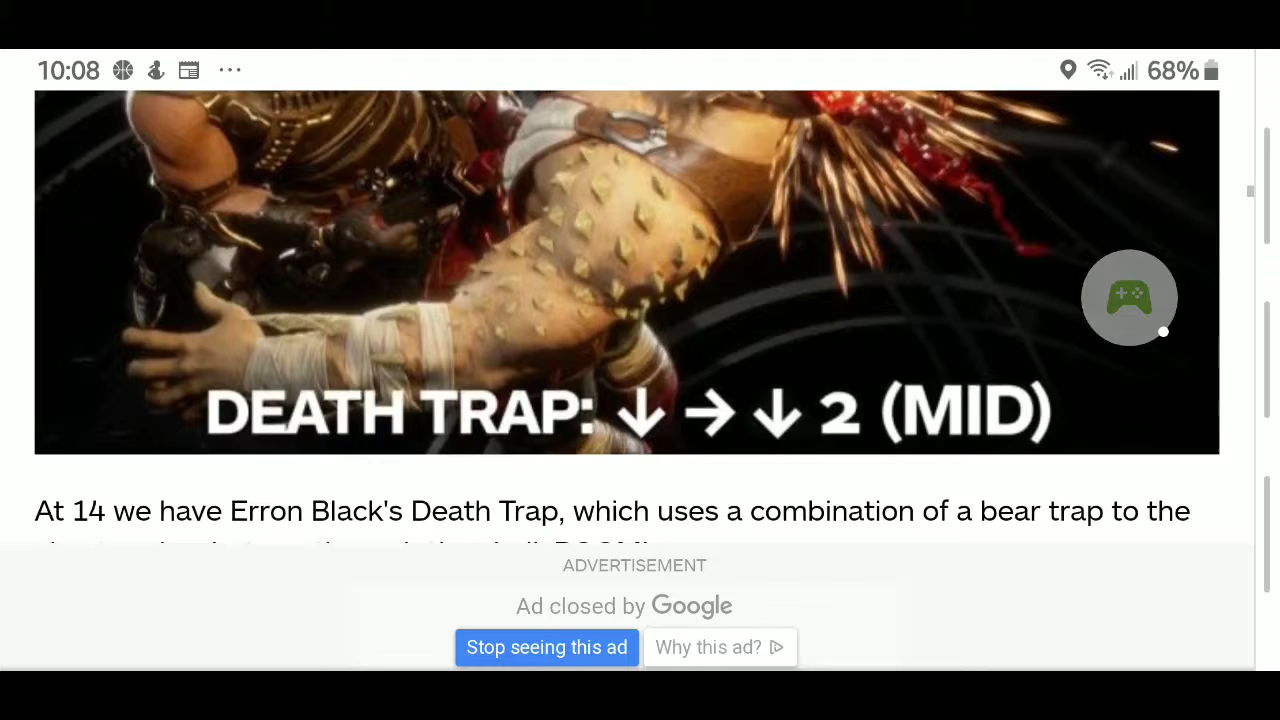 10:08 68%
DEATH TRAP: ↓ → ↓ 2 (MID)
At 14 we have Erron Black's Death Trap, which uses a combination of a bear trap to the
ADVERTISEMENT
Ad closed by Google
Stop seeing this ad Why this ad?